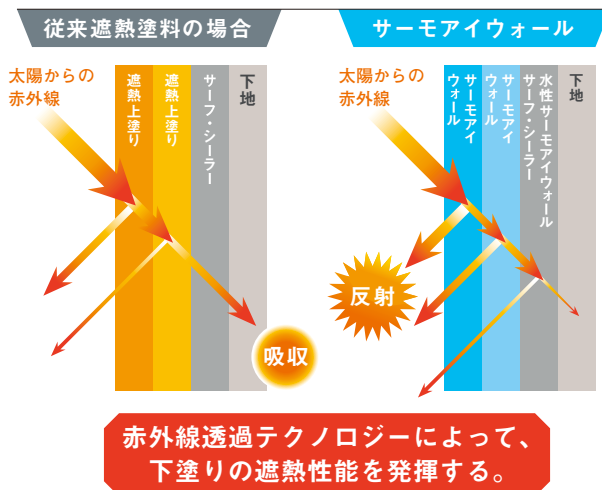 従来遮熱塗料の場合
太陽からの
赤外線
遮熱上塗り
遮熱上塗り
サーフ・シーラー
下地
吸収
サーモアイウォール
太陽からの
赤外線
サーモアイ
ウォール
サーモアイ
ウォール
水性サーモアイウォール
サーフ・シーラー
下地
反射
赤外線透過テクノロジーによって、
下塗りの遮熱性能を発揮する。